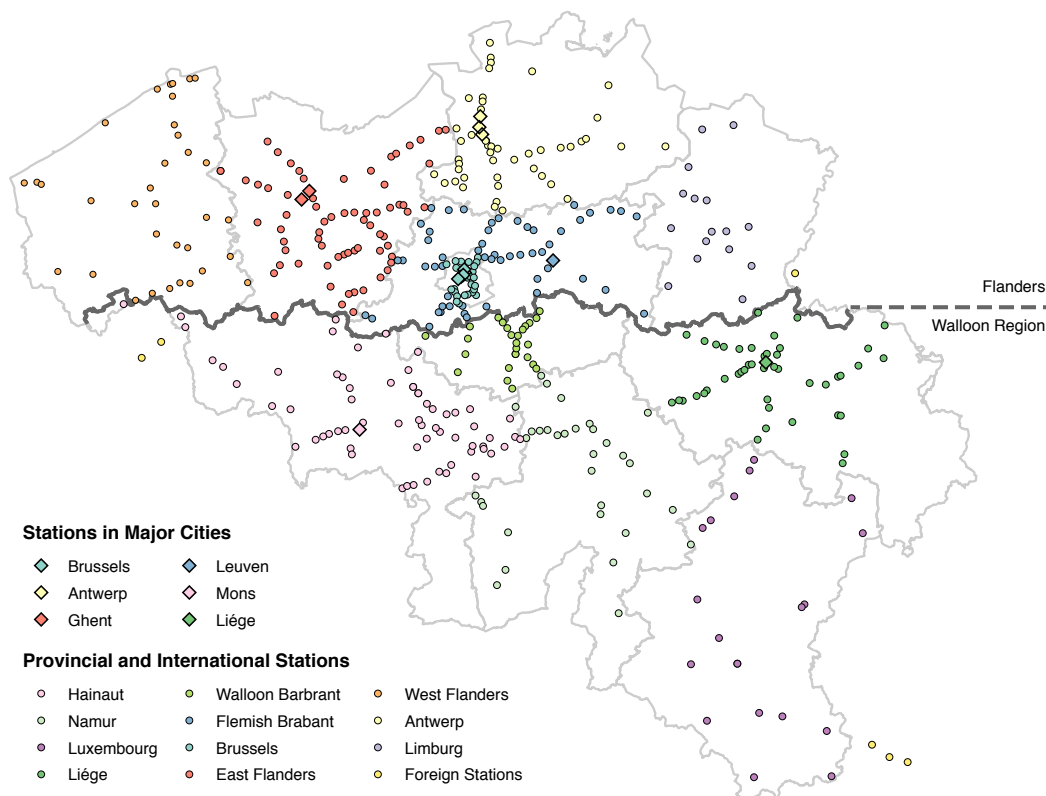 Flanders
Walloon Region
Stations in Major Cities
Brussels Leuven
Antwerp Mons
Ghent Liége
Provincial and International Stations
Hainaut Walloon Barbrant West Flanders
Namur Flemish Brabant Antwerp
Luxembourg Brussels Limburg
Liége East Flanders Foreign Stations